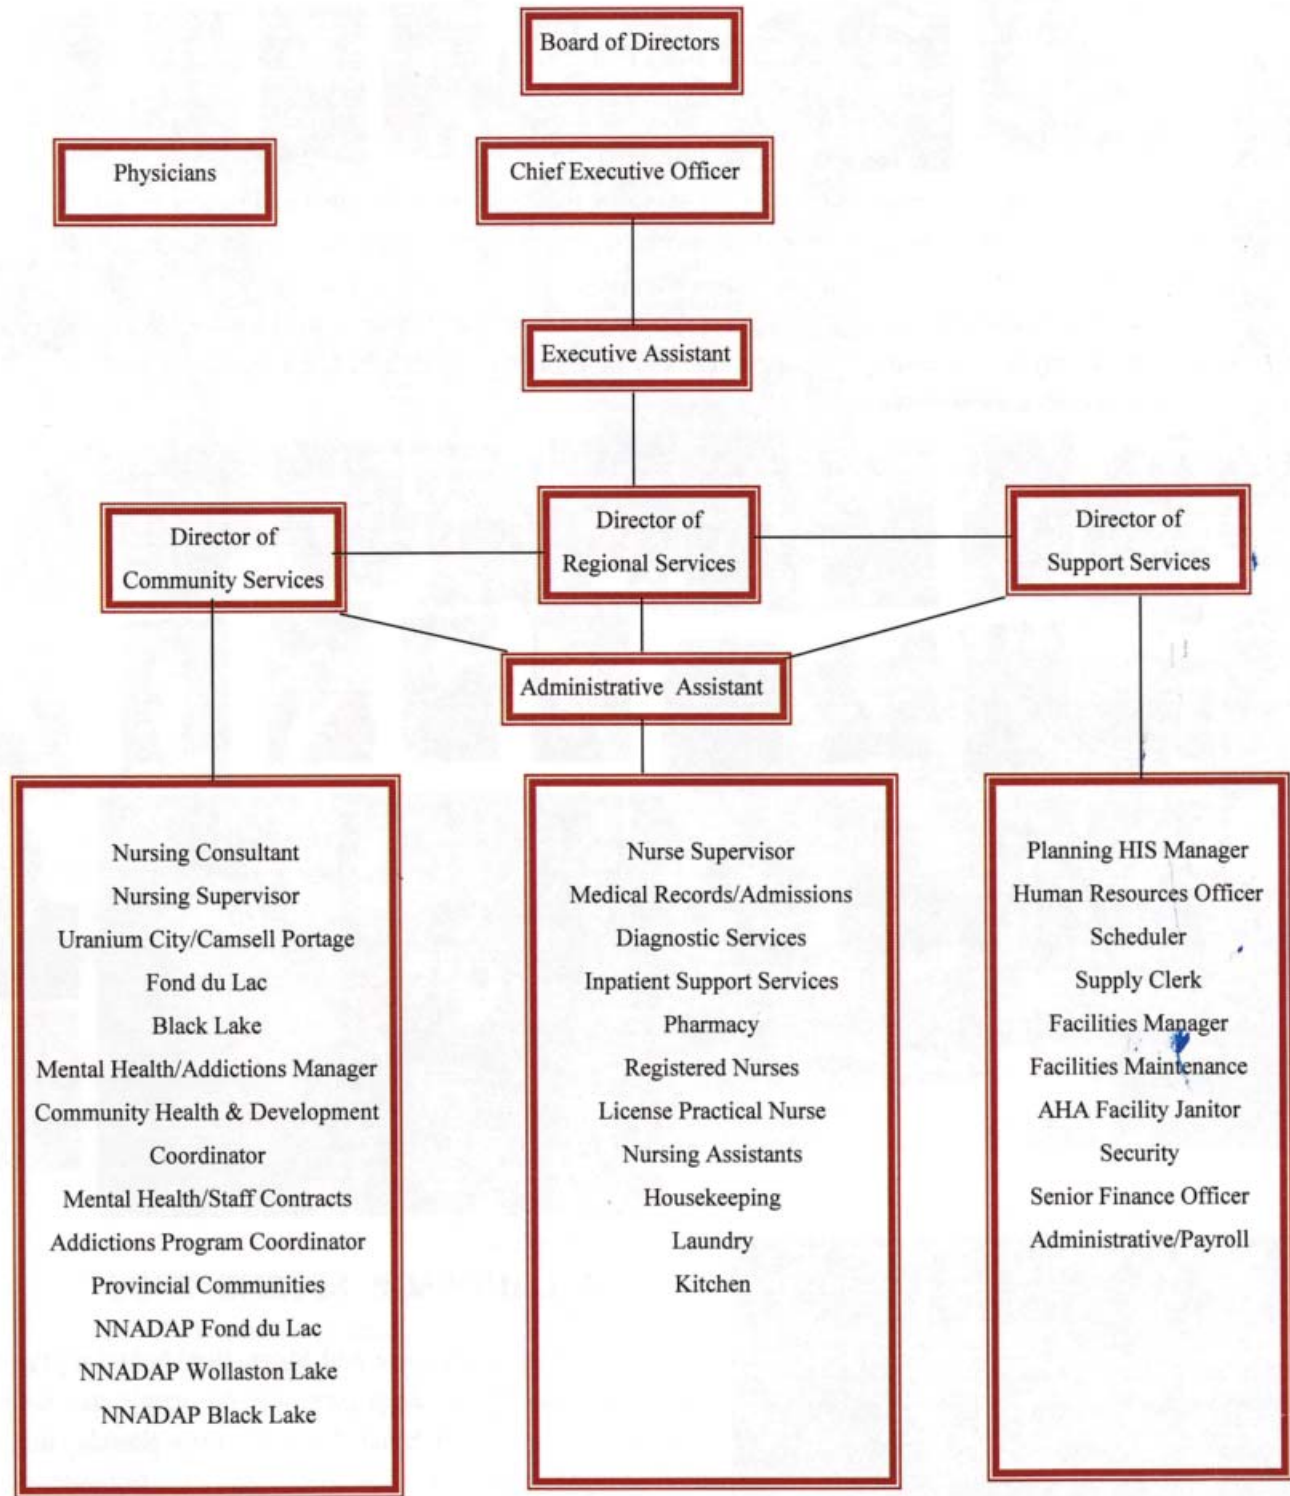 Board of Directors
Physicians
Chief Executive Officer
Executive Assistant
Director of
Community Services
Director of
Regional Services
Director of
Support Services
Administrative Assistant
Nursing Consultant
Nursing Supervisor
Uranium City/Camsell Portage
Fond du Lac
Black Lake
Mental Health/Addictions Manager
Community Health & Development
Coordinator
Mental Health/Staff Contracts
Addictions Program Coordinator
Provincial Communities
NNADAP Fond du Lac
NNADAP Wollaston Lake
NNADAP Black Lake
Nurse Supervisor
Medical Records/Admissions
Diagnostic Services
Inpatient Support Services
Pharmacy
Registered Nurses
License Practical Nurse
Nursing Assistants
Housekeeping
Laundry
Kitchen
Planning HIS Manager
Human Resources Officer
Scheduler
Supply Clerk
Facilities Manager
Facilities Maintenance
AHA Facility Janitor
Security
Senior Finance Officer
Administrative/Payroll